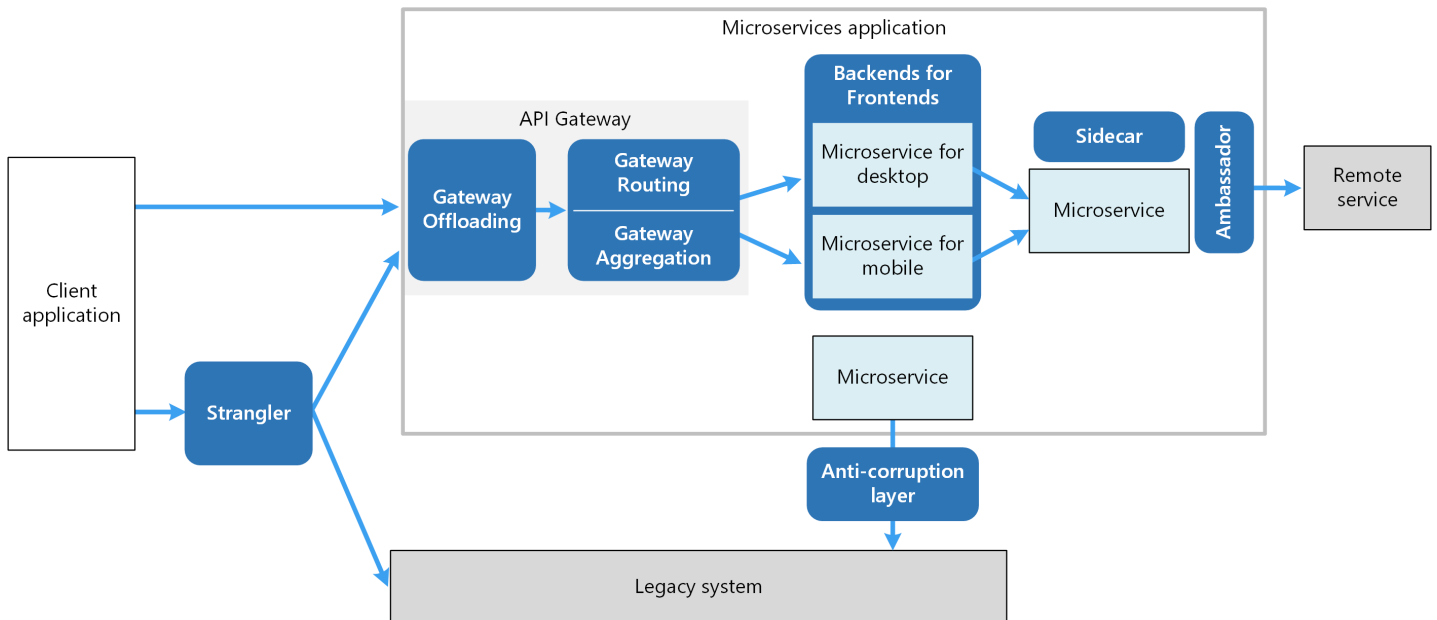 Microservices application
API Gateway
Gateway
Offloading
Gateway
Routing
Gateway
Aggregation
Backends for
Frontends
Microservice for
desktop
Microservice for
mobile
Sidecar
Microservice
Ambassador
Remote
service
Client
application
Strangler
Microservice
Anti-corruption
layer
Legacy system